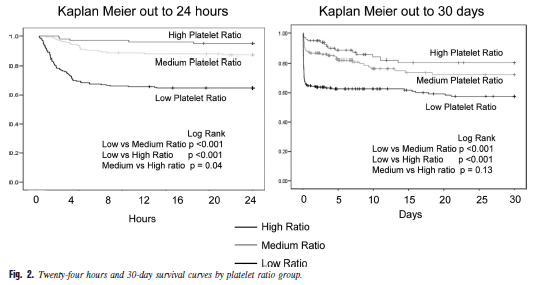 Kaplan Meier out to 24 hours
1.0
0.8
0.6
0.4
0.2
0.0
High Platelet Ratio
Medium Platelet Ratio
Low Platelet Ratio
Log Rank
Low vs Medium Ratio p <0.001
Low vs High Ratio p <0.001
Medium vs High ratio p = 0.04
0 4 8 12 16 20 24
Hours
Kaplan Meier out to 30 days
1.00
0.80
0.60
0.40
0.20
0.00
High Platelet Ratio
Medium Platelet Ratio
Low Platelet Ratio
Log Rank
Low vs Medium Ratio p <0.001
Low vs High Ratio p <0.001
Medium vs High ratio p = 0.13
0 5 10 15 20 25 30
Days
High Ratio
Medium Ratio
Low Ratio
Fig. 2. Twenty-four hours and 30-day survival curves by platelet ratio group.